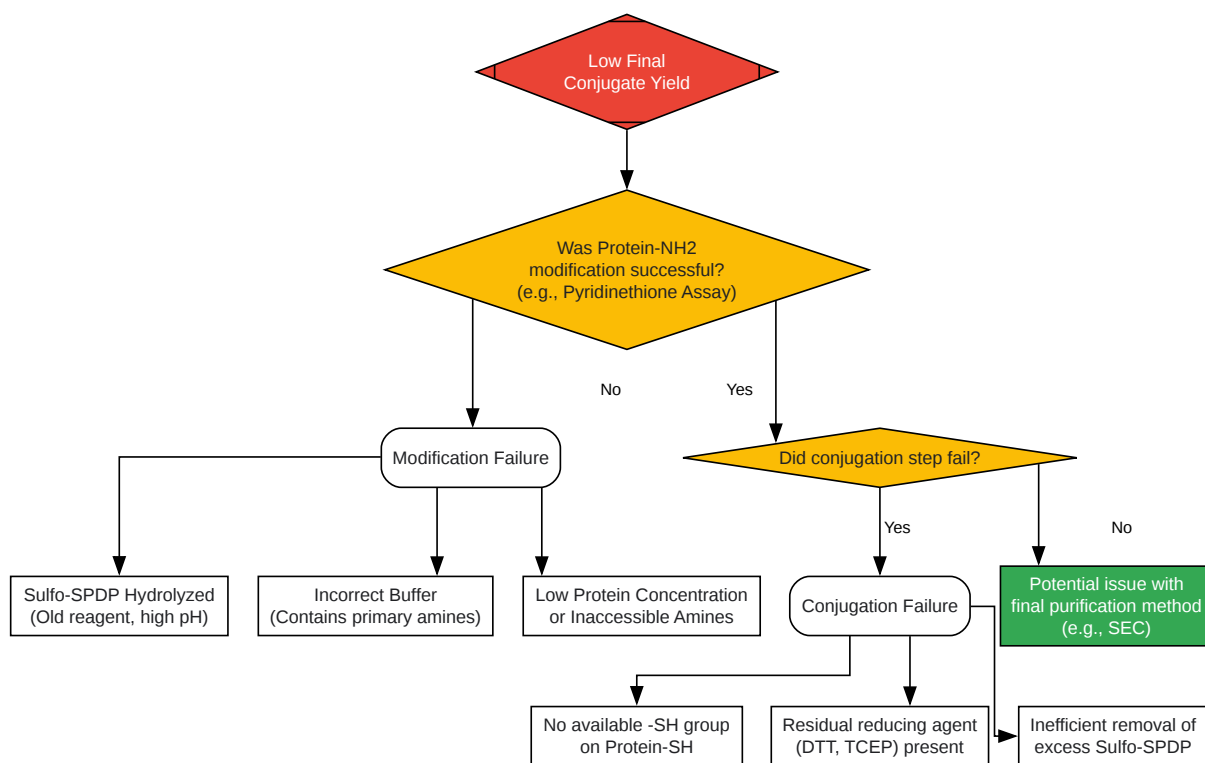 Low Final
Conjugate Yield
Was Protein-NH2
modification successful?
(e.g., Pyridinethione Assay)
No
Yes
Modification Failure
Did conjugation step fail?
Yes
No
Sulfo-SPDP Hydrolyzed
(Old reagent, high pH)
Incorrect Buffer
(Contains primary amines)
Low Protein Concentration
or Inaccessible Amines
Conjugation Failure
Potential issue with
final purification method
(e.g., SEC)
No available -SH group
on Protein-SH
Residual reducing agent
(DTT, TCEP) present
Inefficient removal of
excess Sulfo-SPDP